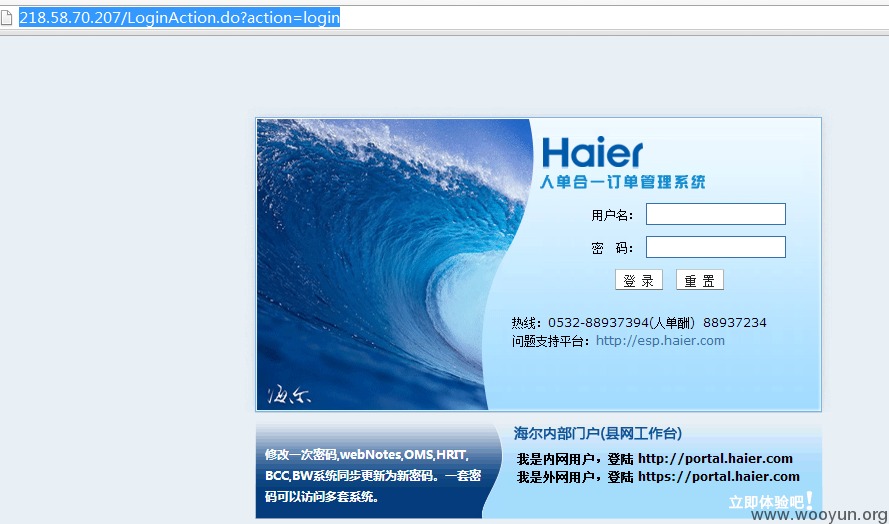 218.58.70.207/LoginAction.do?action=login
Haier
人单合一订单管理系统
用户名：
密 码：
登 录 重 置
热线：0532-88937394(人单酬) 88937234
问题支持平台：http://esp.haier.com
海尔
海尔内部门户(县网工作台)
修改一次密码,webNotes,OMS,HRIT,
BCC,BW系统同步更新为新密码。一套密
码可以访问多套系统。
我是内网用户，登陆 http://portal.haier.com
我是外网用户，登陆 https://portal.haier.com
立即体验吧!
www.wooyun.org